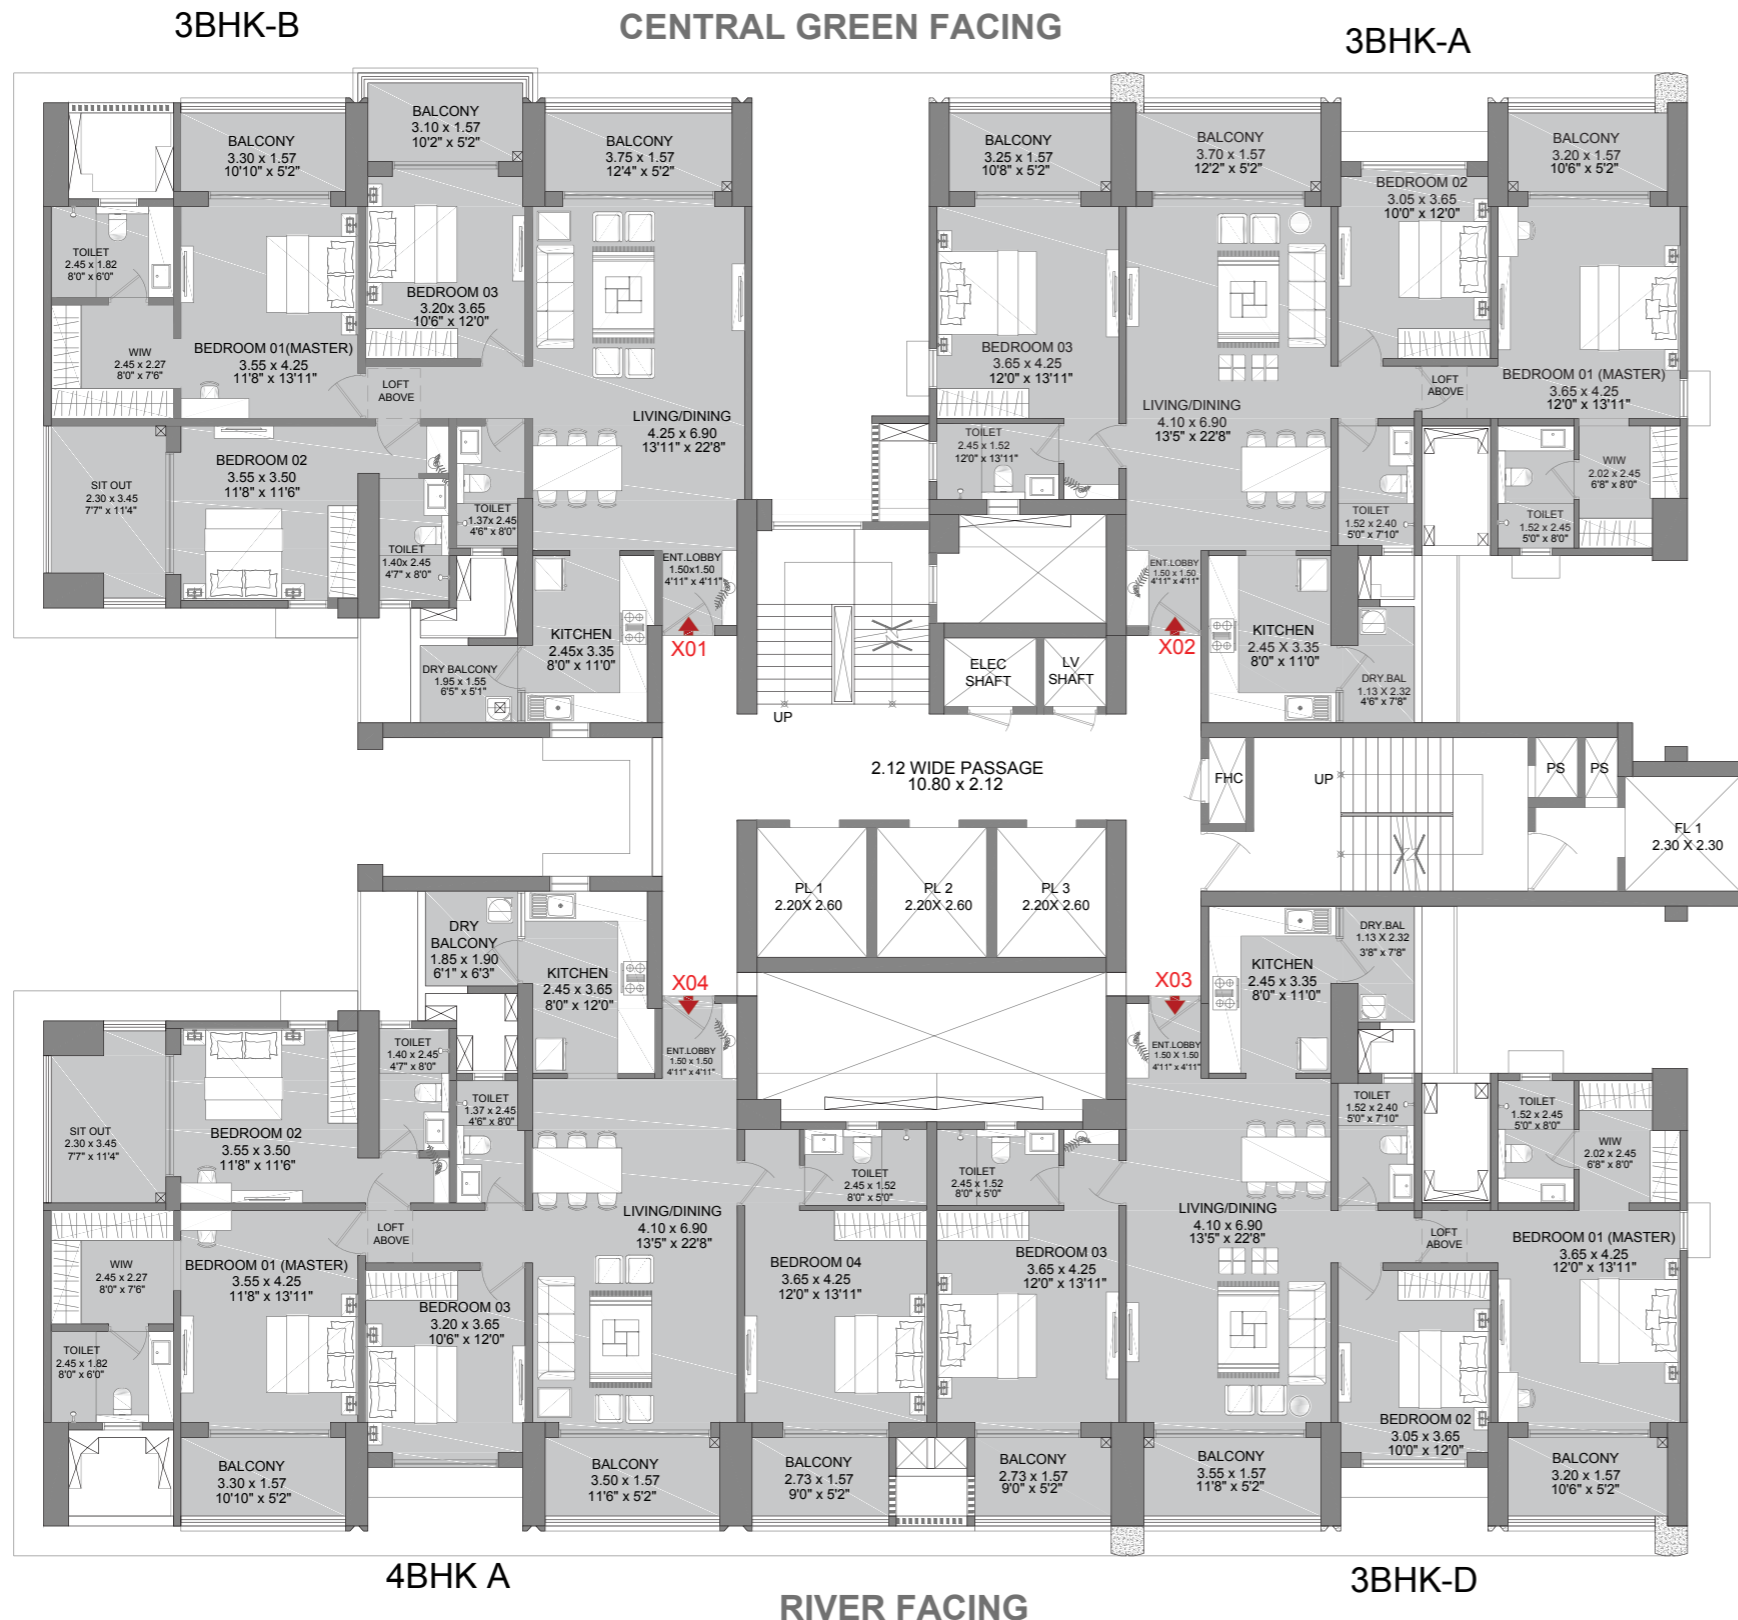 3BHK-B
CENTRAL GREEN FACING
3BHK-A
BALCONY
3.30 x 1.57
10'10" x 5'2"
BALCONY
3.10 x 1.57
10'2" x 5'2"
BALCONY
3.75 x 1.57
12'4" x 5'2"
BALCONY
3.25 x 1.57
10'8" x 5'2"
BALCONY
3.70 x 1.57
12'2" x 5'2"
BEDROOM 02
3.05 x 3.65
10'0" x 12'0"
BALCONY
3.20 x 1.57
10'6" x 5'2"
TOILET
2.45 x 1.82
8'0" x 6'0"
BEDROOM 03
3.20x 3.65
10'6" x 12'0"
WIW
2.45 x 2.27
8'0" x 7'6"
BEDROOM 01(MASTER)
3.55 x 4.25
11'8" x 13'11"
LOFT
ABOVE
LIVING/DINING
4.25 x 6.90
13'11" x 22'8"
BEDROOM 03
3.65 x 4.25
12'0" x 13'11"
LIVING/DINING
4.10 x 6.90
13'5" x 22'8"
LOFT
ABOVE
BEDROOM 01 (MASTER)
3.65 x 4.25
12'0" x 13'11"
SIT OUT
2.30 x 3.45
7'7" x 11'4"
BEDROOM 02
3.55 x 3.50
11'8" x 11'6"
TOILET
2.45 x 1.52
12'0" x 13'11"
WIW
2.02 x 2.45
6'8" x 8'0"
TOILET
1.37x 2.45
4'6" x 8'0"
TOILET
1.40x 2.45
4'7" x 8'0"
TOILET
1.52 x 2.40
5'0" x 7'10"
TOILET
1.52 x 2.45
5'0" x 8'0"
ENT.LOBBY
1.50x1.50
4'11" x 4'11"
ENT.LOBBY
1.50 x 1.50
4'11" x 4'11"
KITCHEN
2.45x 3.35
8'0" x 11'0"
X01
X02
KITCHEN
2.45 X 3.35
8'0" x 11'0"
DRY BALCONY
1.95 x 1.55
6'5" x 5'1"
ELEC
SHAFT
LV
SHAFT
DRY.BAL
1.13 X 2.32
4'6" x 7'8"
UP
2.12 WIDE PASSAGE
10.80 x 2.12
FHC
UP
PS
PS
FL 1
2.30 X 2.30
PL 1
2.20X 2.60
PL 2
2.20X 2.60
PL 3
2.20X 2.60
DRY
BALCONY
1.85 x 1.90
6'1" x 6'3"
KITCHEN
2.45 x 3.65
8'0" x 12'0"
X04
X03
KITCHEN
2.45 x 3.35
8'0" x 11'0"
DRY.BAL
1.13 X 2.32
3'8" x 7'8"
ENT.LOBBY
1.50 x 1.50
4'11" x 4'11"
ENT.LOBBY
1.50 X 1.50
4'11" x 4'11"
TOILET
1.40 x 2.45
4'7" x 8'0"
TOILET
1.37 x 2.45
4'6" x 8'0"
TOILET
1.52 x 2.40
5'0" x 7'10"
TOILET
1.52 x 2.45
5'0" x 8'0"
SIT OUT
2.30 x 3.45
7'7" x 11'4"
BEDROOM 02
3.55 x 3.50
11'8" x 11'6"
WIW
2.02 x 2.45
6'8" x 8'0"
TOILET
2.45 x 1.52
8'0" x 5'0"
TOILET
2.45 x 1.52
8'0" x 5'0"
LOFT
ABOVE
LIVING/DINING
4.10 x 6.90
13'5" x 22'8"
LIVING/DINING
4.10 x 6.90
13'5" x 22'8"
LOFT
ABOVE
WIW
2.45 x 2.27
8'0" x 7'6"
BEDROOM 01 (MASTER)
3.55 x 4.25
11'8" x 13'11"
BEDROOM 04
3.65 x 4.25
12'0" x 13'11"
BEDROOM 03
3.65 x 4.25
12'0" x 13'11"
BEDROOM 01 (MASTER)
3.65 x 4.25
12'0" x 13'11"
BEDROOM 03
3.20 x 3.65
10'6" x 12'0"
TOILET
2.45 x 1.82
8'0" x 6'0"
BEDROOM 02
3.05 x 3.65
10'0" x 12'0"
BALCONY
3.30 x 1.57
10'10" x 5'2"
BALCONY
3.50 x 1.57
11'6" x 5'2"
BALCONY
2.73 x 1.57
9'0" x 5'2"
BALCONY
2.73 x 1.57
9'0" x 5'2"
BALCONY
3.55 x 1.57
11'8" x 5'2"
BALCONY
3.20 x 1.57
10'6" x 5'2"
4BHK A
3BHK-D
RIVER FACING